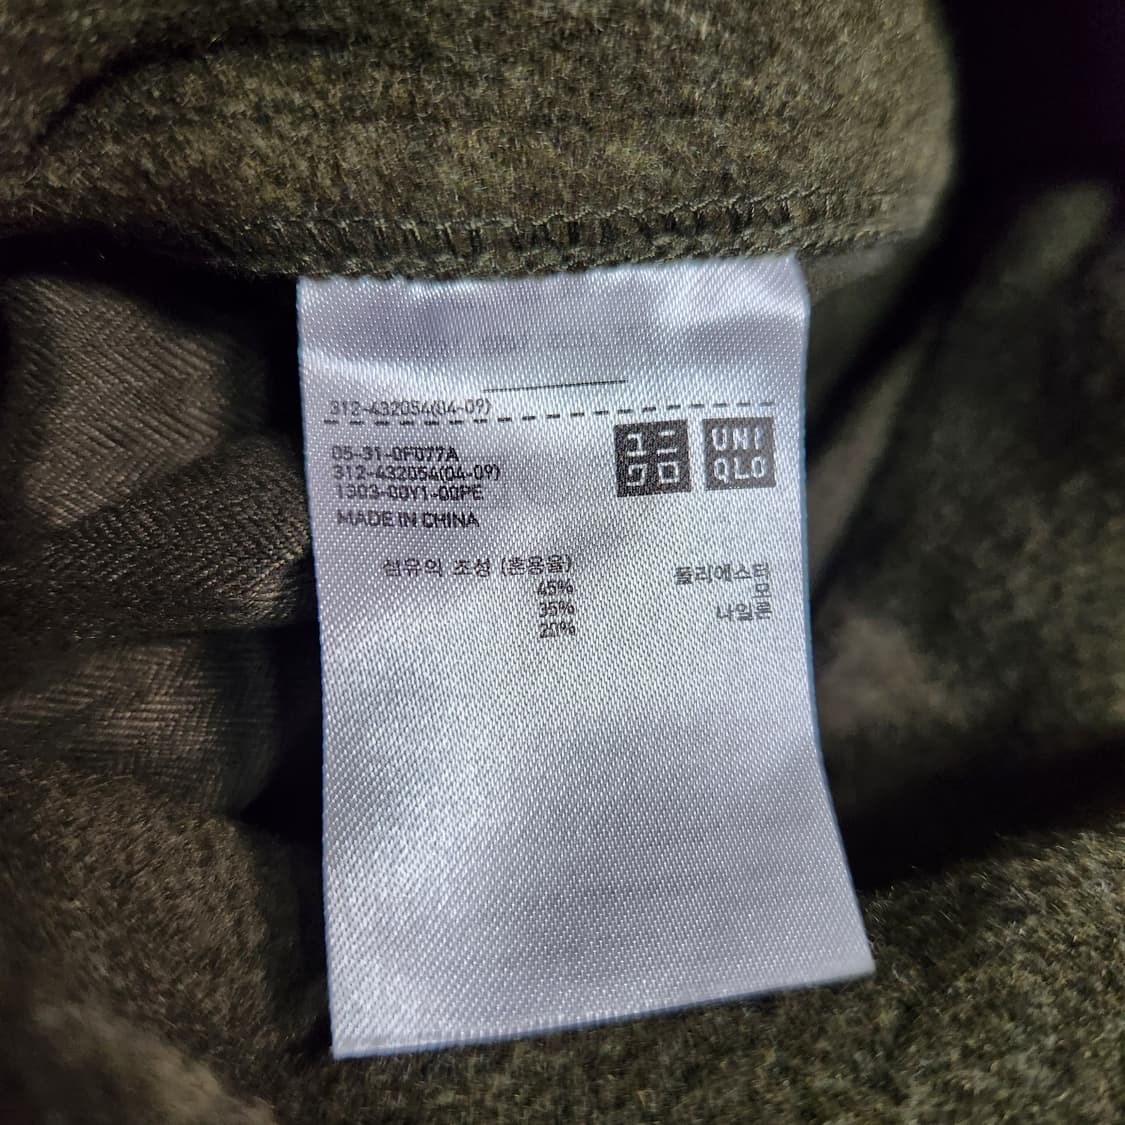 312-432054(04-09)
05-31-0F077A
312-432054(04-09)
1303-00Y1-00PE
MADE IN CHINA
ユニ
クロ
UNI
QLO
섬유의 조성 (혼용율)
45% 폴리에스텔
35% 모
20% 나일론